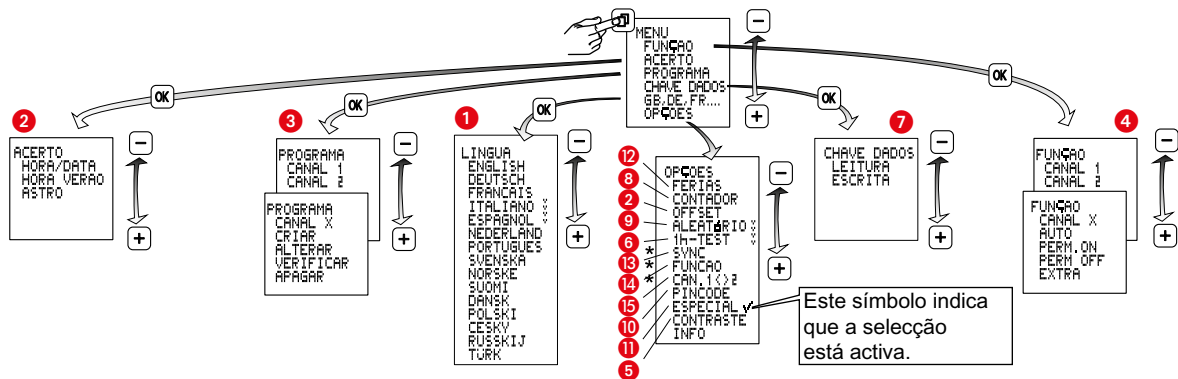 MENU
FUNÇAO
ACERTO
PROGRAMA
CHAVE DADOS
GB,DE,FR....
OPÇOES
−
+
OK
OK
OK
OK
OK
2
ACERTO
HORA/DATA
HORA VERAO
ASTRO
−
+
3
PROGRAMA
CANAL 1
CANAL 2
PROGRAMA
CANAL X
CRIAR
ALTERAR
VERIFICAR
APAGAR
−
+
1
LINGUA
ENGLISH
DEUTSCH
FRANCAIS
ITALIANO
ESPAGNOL
NEDERLAND
PORTUGUES
SVENSKA
NORSKE
SUOMI
DANSK
POLSKI
CESKY
RUSSKIJ
TÜRK
−
+
OPÇOES
12 FERIAS
8 CONTADOR
2 OFFSET
9 ALEATÓRIO
6 1h-TEST
13 * SYNC
14 * FUNCAO
15 * CAN.1<>2
10 PINCODE
11 ESPECIAL ✓
5 CONTRASTE
INFO
−
+
Este símbolo indica
que a selecção
está activa.
7
CHAVE DADOS
LEITURA
ESCRITA
−
+
4
FUNÇAO
CANAL 1
CANAL 2
FUNÇAO
CANAL X
AUTO
PERM.ON
PERM OFF
EXTRA
−
+